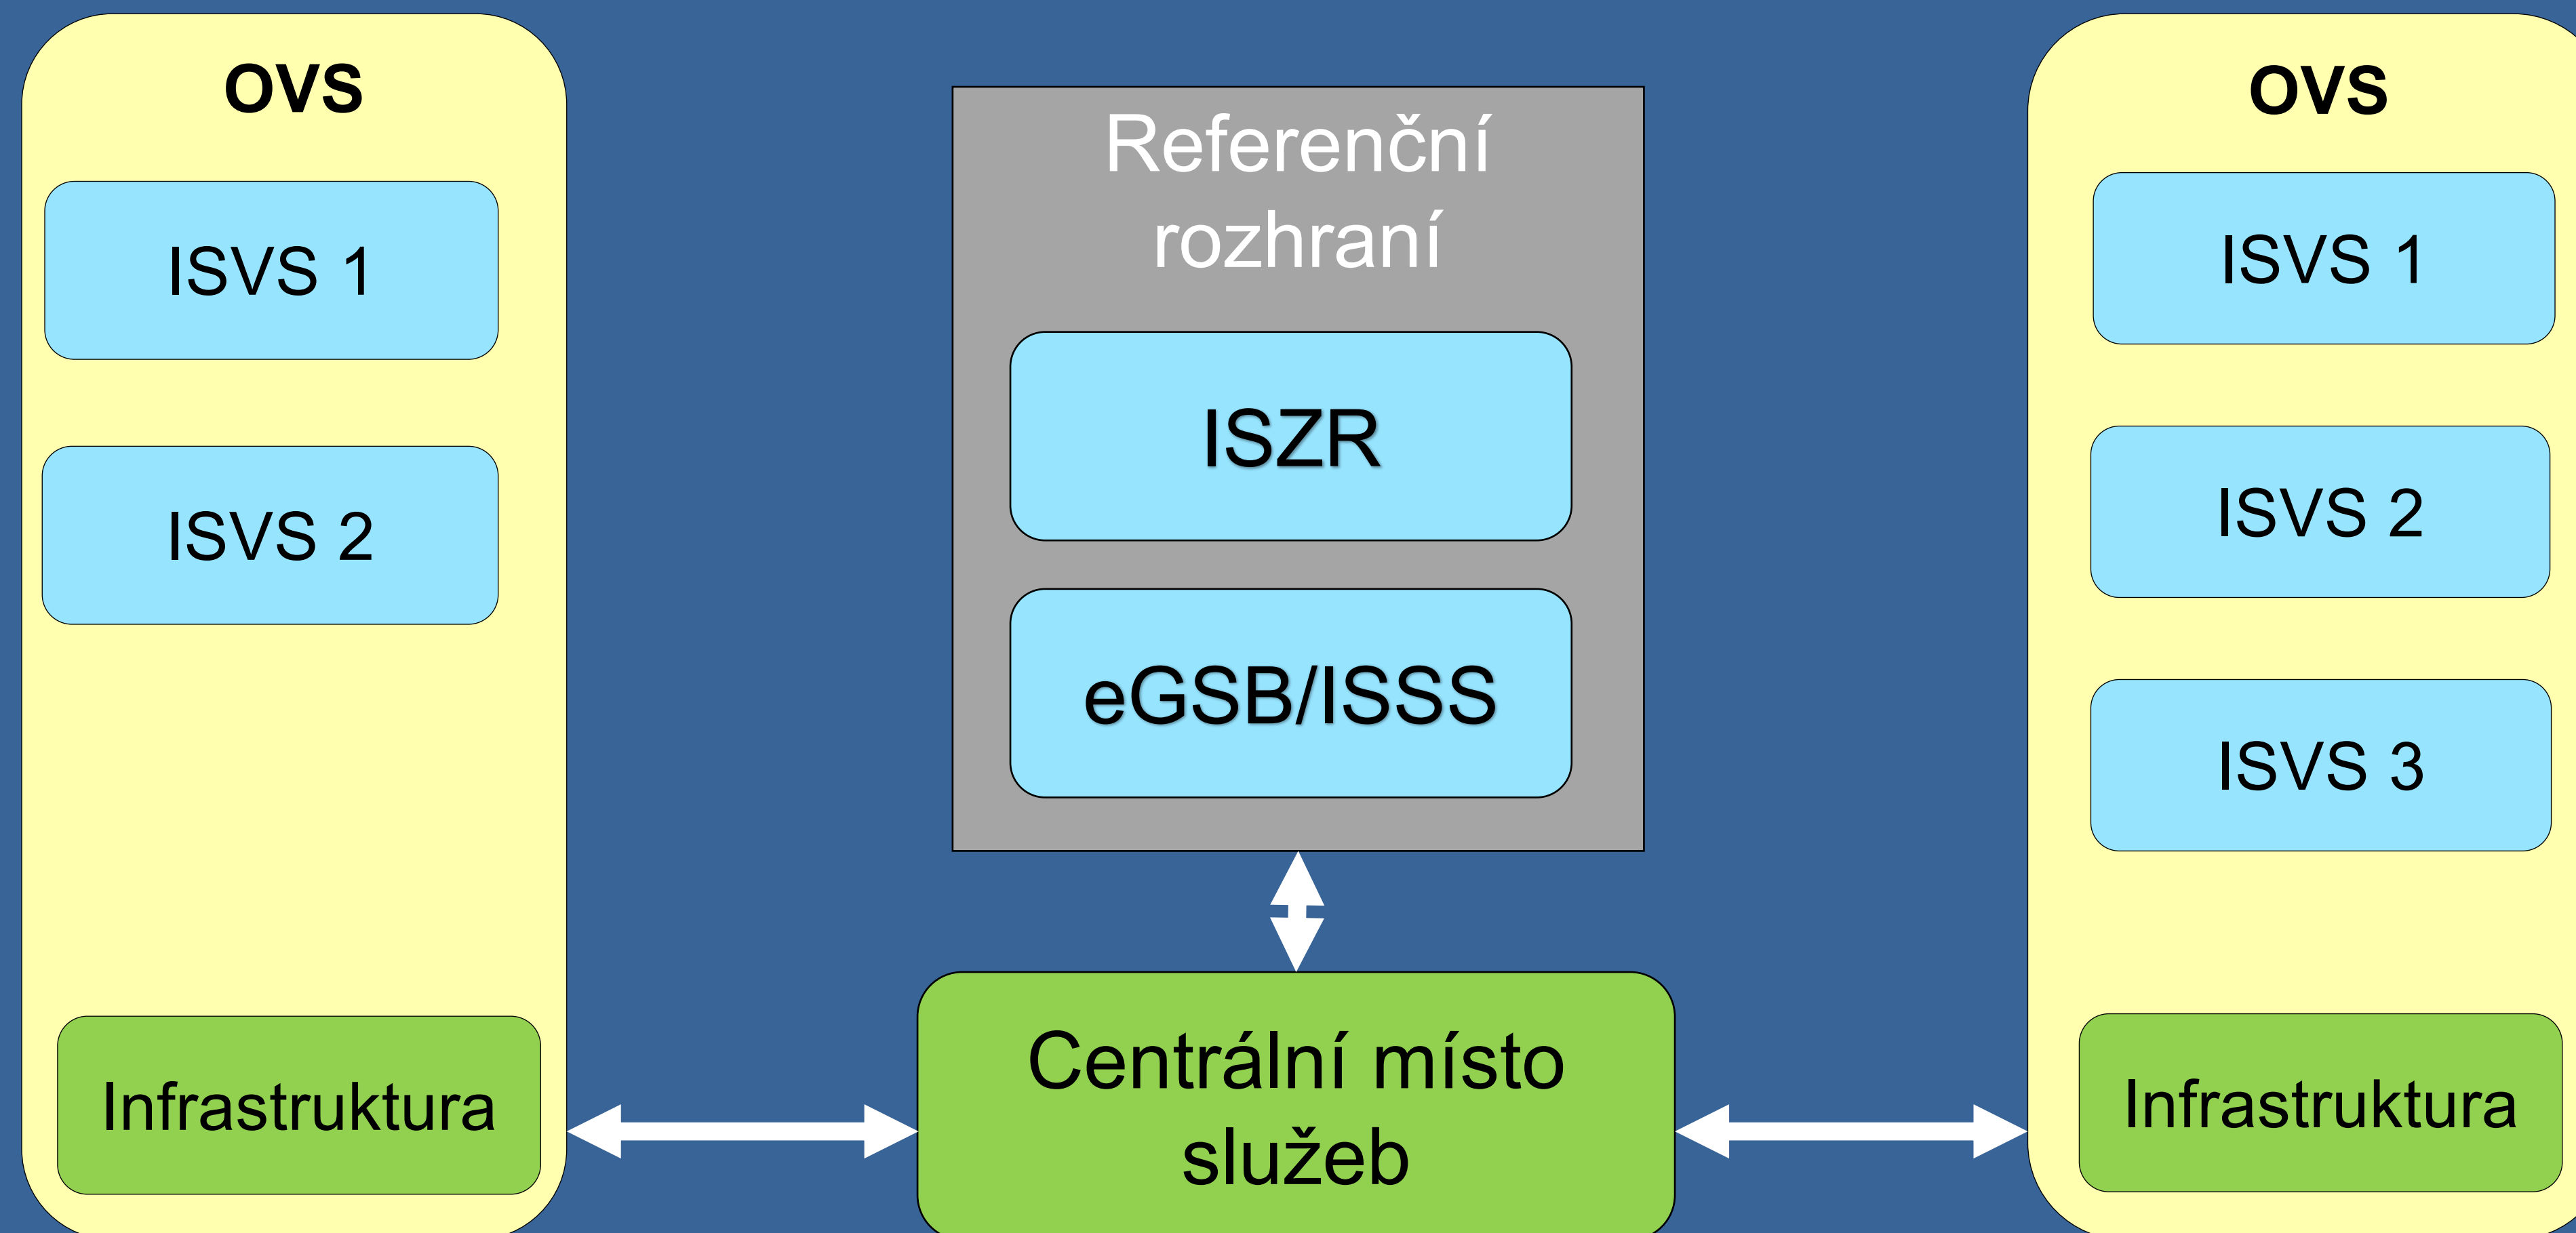 OVS
ISVS 1
ISVS 2
Infrastruktura
Referenční
rozhraní
ISZR
eGSB/ISSS
Centrální místo
služeb
OVS
ISVS 1
ISVS 2
ISVS 3
Infrastruktura